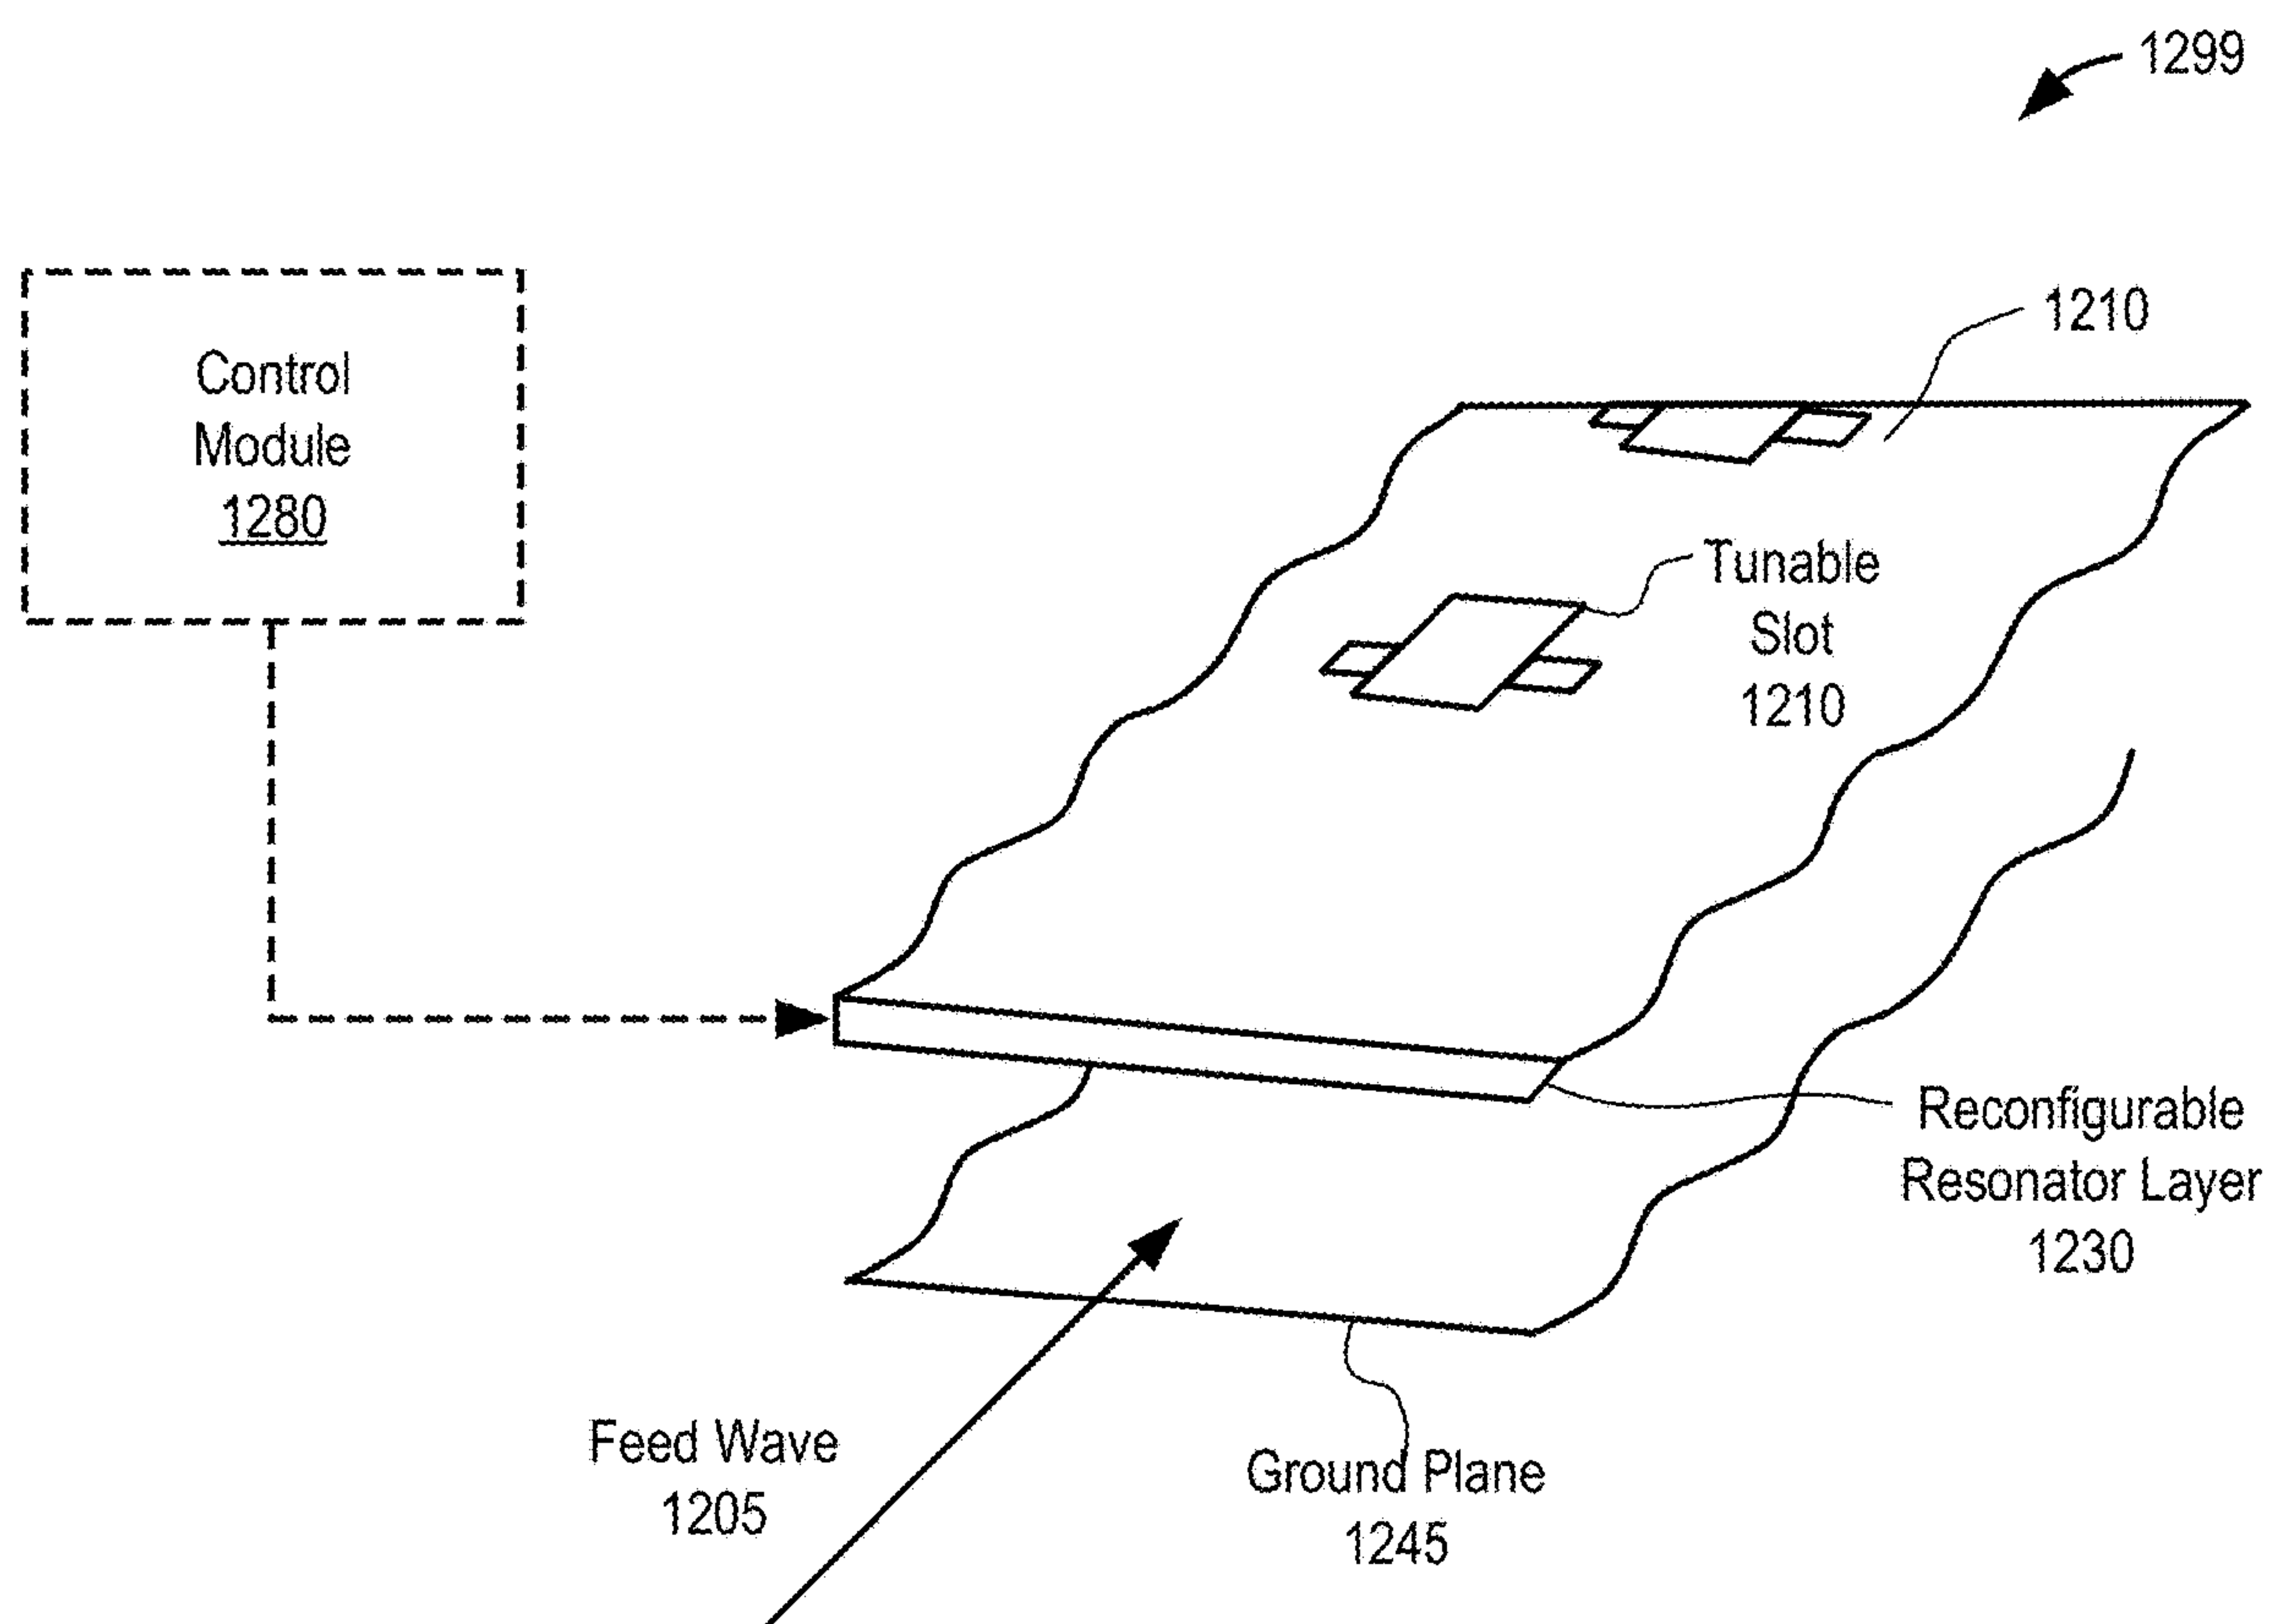 1299
Control
Module
1280
1210
Tunable
Slot
1210
Reconfigurable
Resonator Layer
1230
Feed Wave
1205
Ground Plane
1245